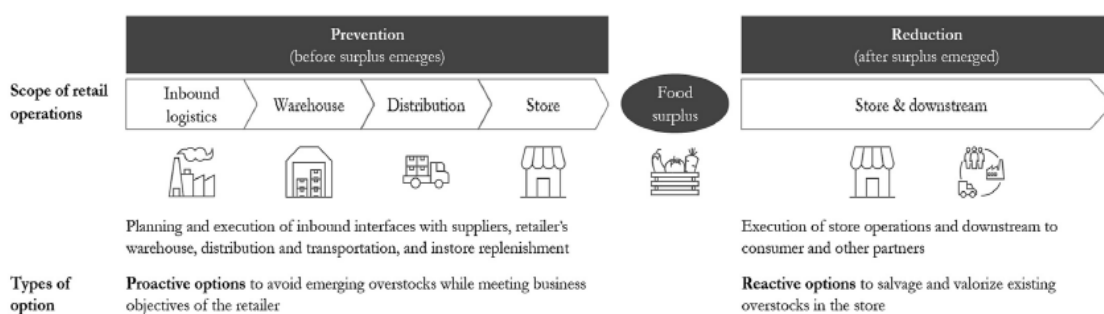 Prevention
(before surplus emerges)
Reduction
(after surplus emerged)
Scope of retail
operations
Inbound
logistics
Warehouse
Distribution
Store
Food
surplus
Store & downstream
Planning and execution of inbound interfaces with suppliers, retailer's
warehouse, distribution and transportation, and instore replenishment
Execution of store operations and downstream to
consumer and other partners
Types of
option
Proactive options to avoid emerging overstocks while meeting business
objectives of the retailer
Reactive options to salvage and valorize existing
overstocks in the store